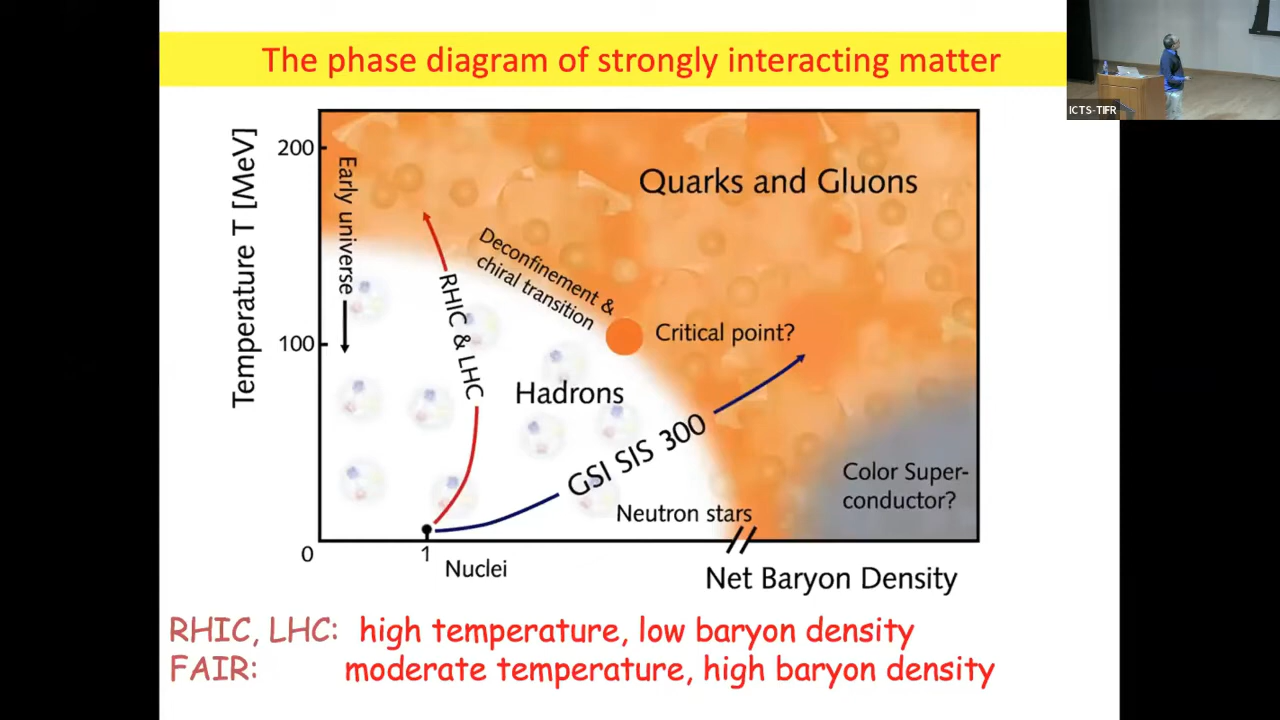 The phase diagram of strongly interacting matter
ICTS-TIFR
Temperature T [MeV]
200
100
0
1
Early universe
Quarks and Gluons
Deconfinement &
chiral transition
RHIC & LHC
Critical point?
Hadrons
GSI SIS 300
Color Super-
conductor?
Neutron stars
Nuclei
Net Baryon Density
RHIC, LHC: high temperature, low baryon density
FAIR: moderate temperature, high baryon density